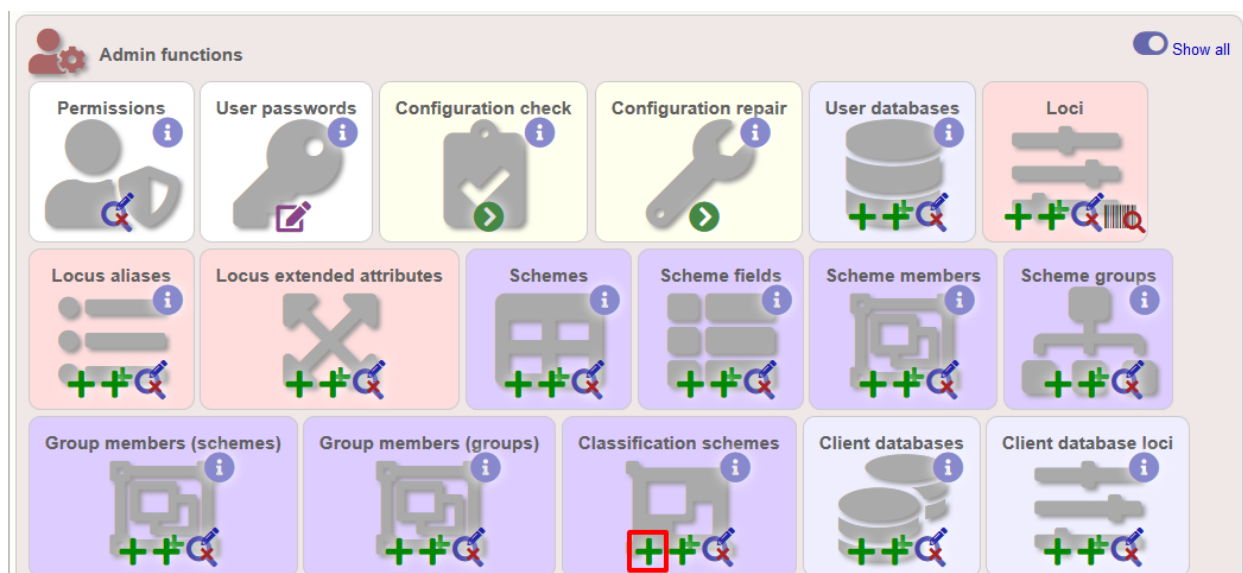 Admin functions
Show all
Permissions
User passwords
Configuration check
Configuration repair
User databases
Loci
Locus aliases
Locus extended attributes
Schemes
Scheme fields
Scheme members
Scheme groups
Group members (schemes)
Group members (groups)
Classification schemes
Client databases
Client database loci